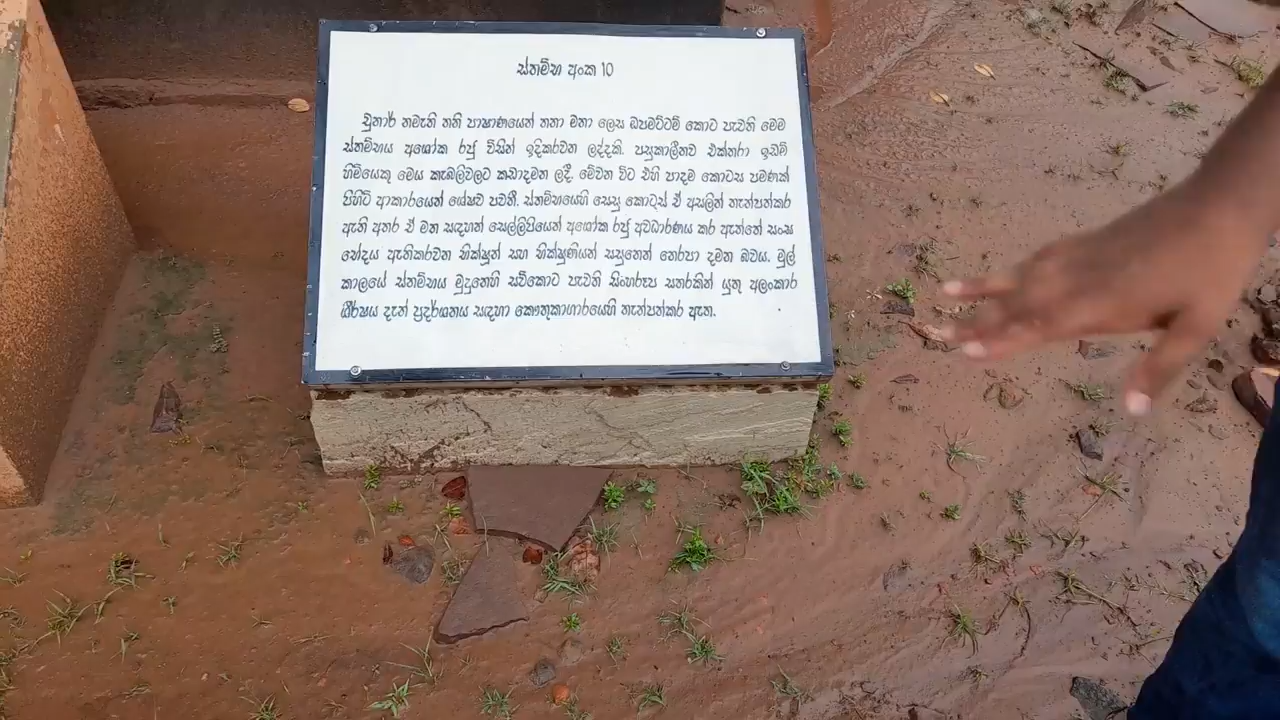 ස්තම්භ අංක 10
චුනාර් නමැති තනි පාෂාණයෙන් තනා මනා ලෙස ඔපමට්ටම් කොට පැවති මෙම
ස්තම්භය අශෝක රජු විසින් ඉදිකරවන ලද්දකි. පසුකාලීනව එක්තරා ඉඩම්
හිමියෙකු මෙය කැබලිවලට කඩාදමන ලදී. මේවන විට එහි පාදම කොටස පමණක්
පිහිටි ආකාරයෙන් ශේෂව පවතී. ස්තම්භයෙහි සෙසු කොටස් ඒ අසලින් තැන්පත්කර
ඇති අතර ඒ මත සඳහන් සෙල්ලිපියෙන් අශෝක රජු අවධාරණය කර ඇත්තේ සංඝ
භේදය ඇතිකරවන භික්ෂූන් සහ භික්ෂුණියන් සසුනෙන් නෙරපා දමන බවය. මුල්
කාලයේ ස්තම්භය මුදුනෙහි සවිකොට පැවති සිංහරූප සතරකින් යුතු අලංකාර
ශීර්ෂය දැන් ප්‍රදර්ශනය සඳහා කෞතුකාගාරයෙහි තැන්පත්කර ඇත.